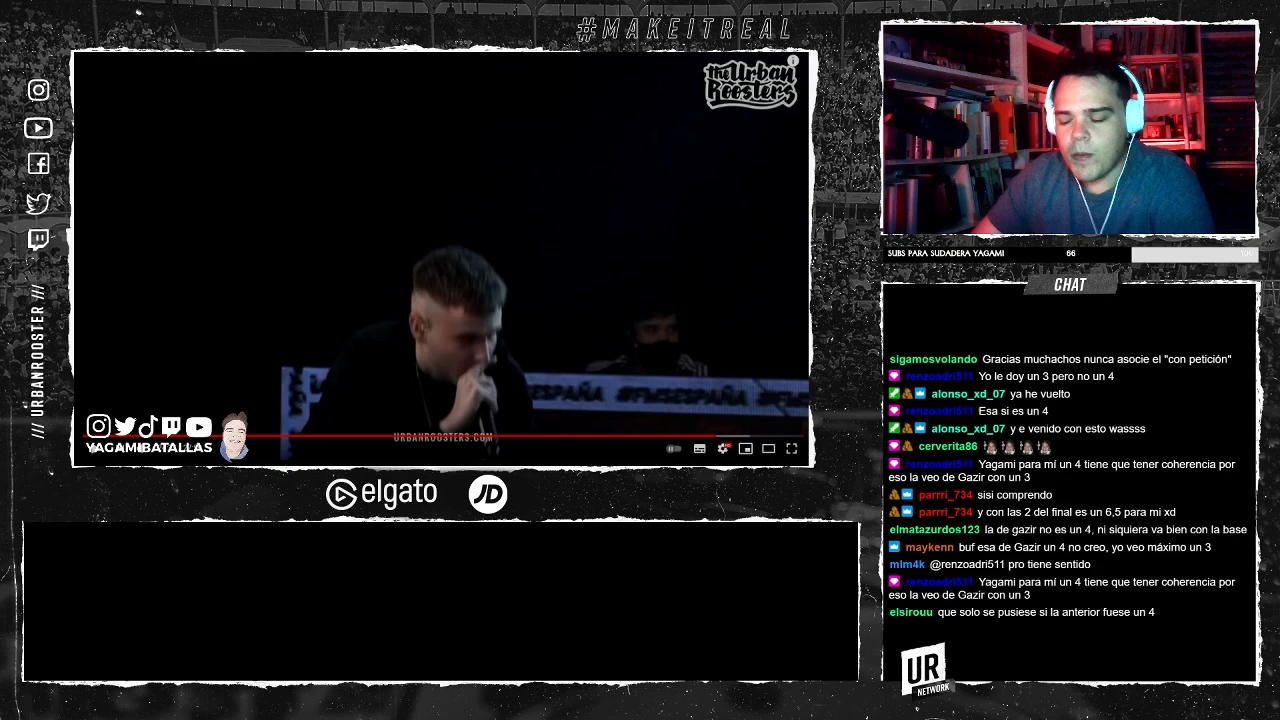 #MAKEITREAL
the Urban
Roosters
/// URBANROOSTER ///
#FMSESPAÑA
URBANROOSTERS.COM
YAGAMIBATALLAS
elgato
JD
SUBS PARA SUDADERA YAGAMI 66 100
CHAT
sigamosvolando Gracias muchachos nunca asocie el "con petición"
renzoadri511 Yo le doy un 3 pero no un 4
alonso_xd_07 ya he vuelto
renzoadri511 Esa si es un 4
alonso_xd_07 y e venido con esto wassss
cerverita86
renzoadri511 Yagami para mí un 4 tiene que tener coherencia por
eso la veo de Gazir con un 3
parrri_734 sisi comprendo
parrri_734 y con las 2 del final es un 6,5 para mi xd
elmatazurdos123 la de gazir no es un 4, ni siquiera va bien con la base
maykenn buf esa de Gazir un 4 no creo, yo veo máximo un 3
mlm4k @renzoadri511 pro tiene sentido
renzoadri511 Yagami para mí un 4 tiene que tener coherencia por
eso la veo de Gazir con un 3
elsirouu que solo se pusiese si la anterior fuese un 4
UR
NETWORK